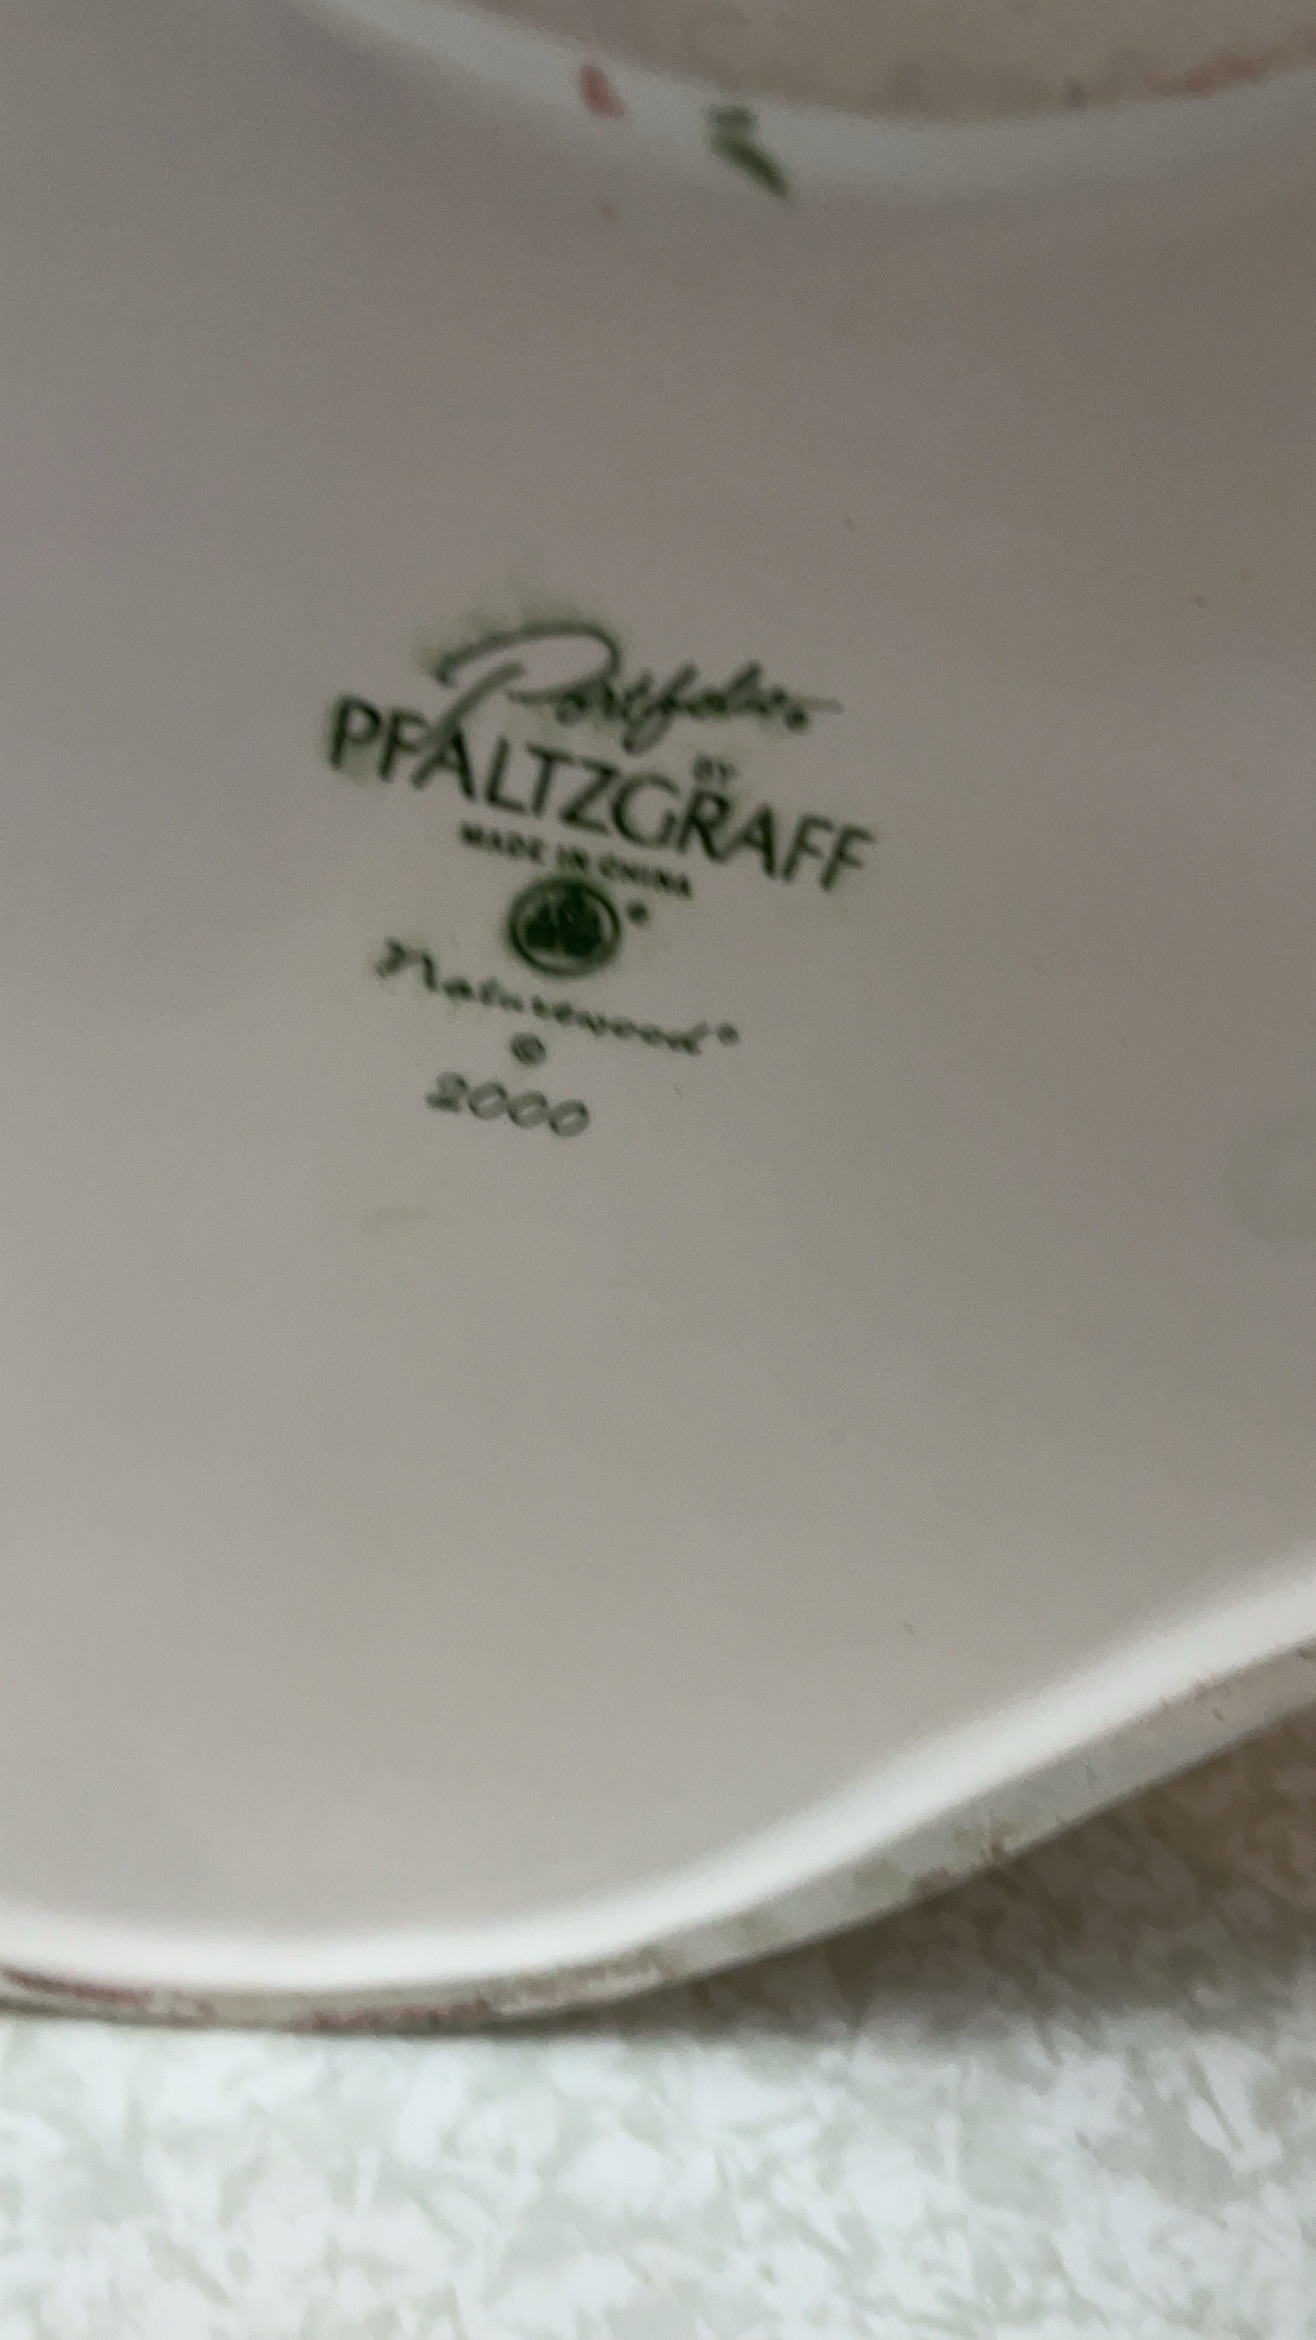 Portfolio
BY
PFALTZGRAFF
MADE IN CHINA
®
Naturewood®
©
2000